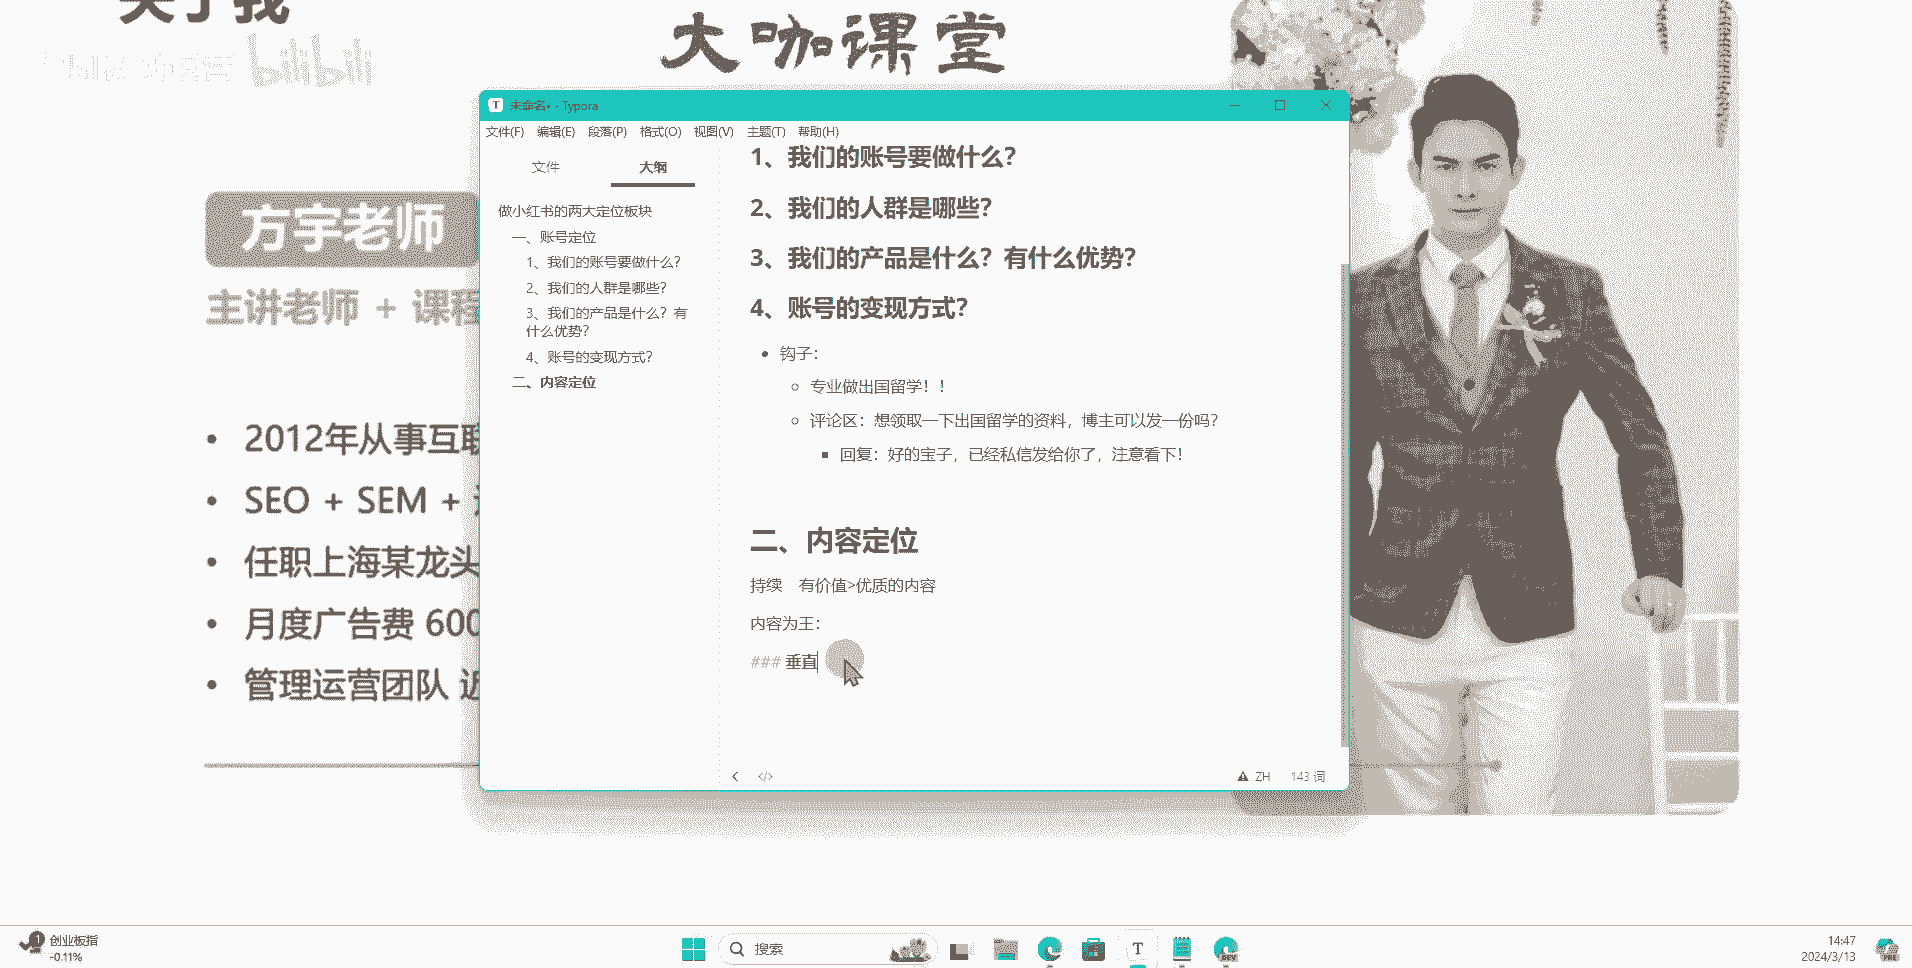 关于我
bilibili
大咖课堂
方宇老师
主讲老师 + 课程
2012年从事互联
SEO + SEM +
任职上海某龙头
月度广告费 600
管理运营团队 近
未命名• - Typora
文件(F) 编辑(E) 段落(P) 格式(O) 视图(V) 主题(T) 帮助(H)
文件 大纲
做小红书的两大定位板块
一、账号定位
1、我们的账号要做什么？
2、我们的人群是哪些？
3、我们的产品是什么？有
什么优势？
4、账号的变现方式？
二、内容定位
1、我们的账号要做什么？
2、我们的人群是哪些？
3、我们的产品是什么？有什么优势？
4、账号的变现方式？
钩子：
专业做出国留学！！
评论区：想领取一下出国留学的资料，博主可以发一份吗？
回复：好的宝子，已经私信发给你了，注意看下！
二、内容定位
持续 有价值>优质的内容
内容为王：
### 垂直
</> ZH 143 词
1
创业板指
-0.11%
搜索
T
DEV
14:47
2024/3/13
PRE